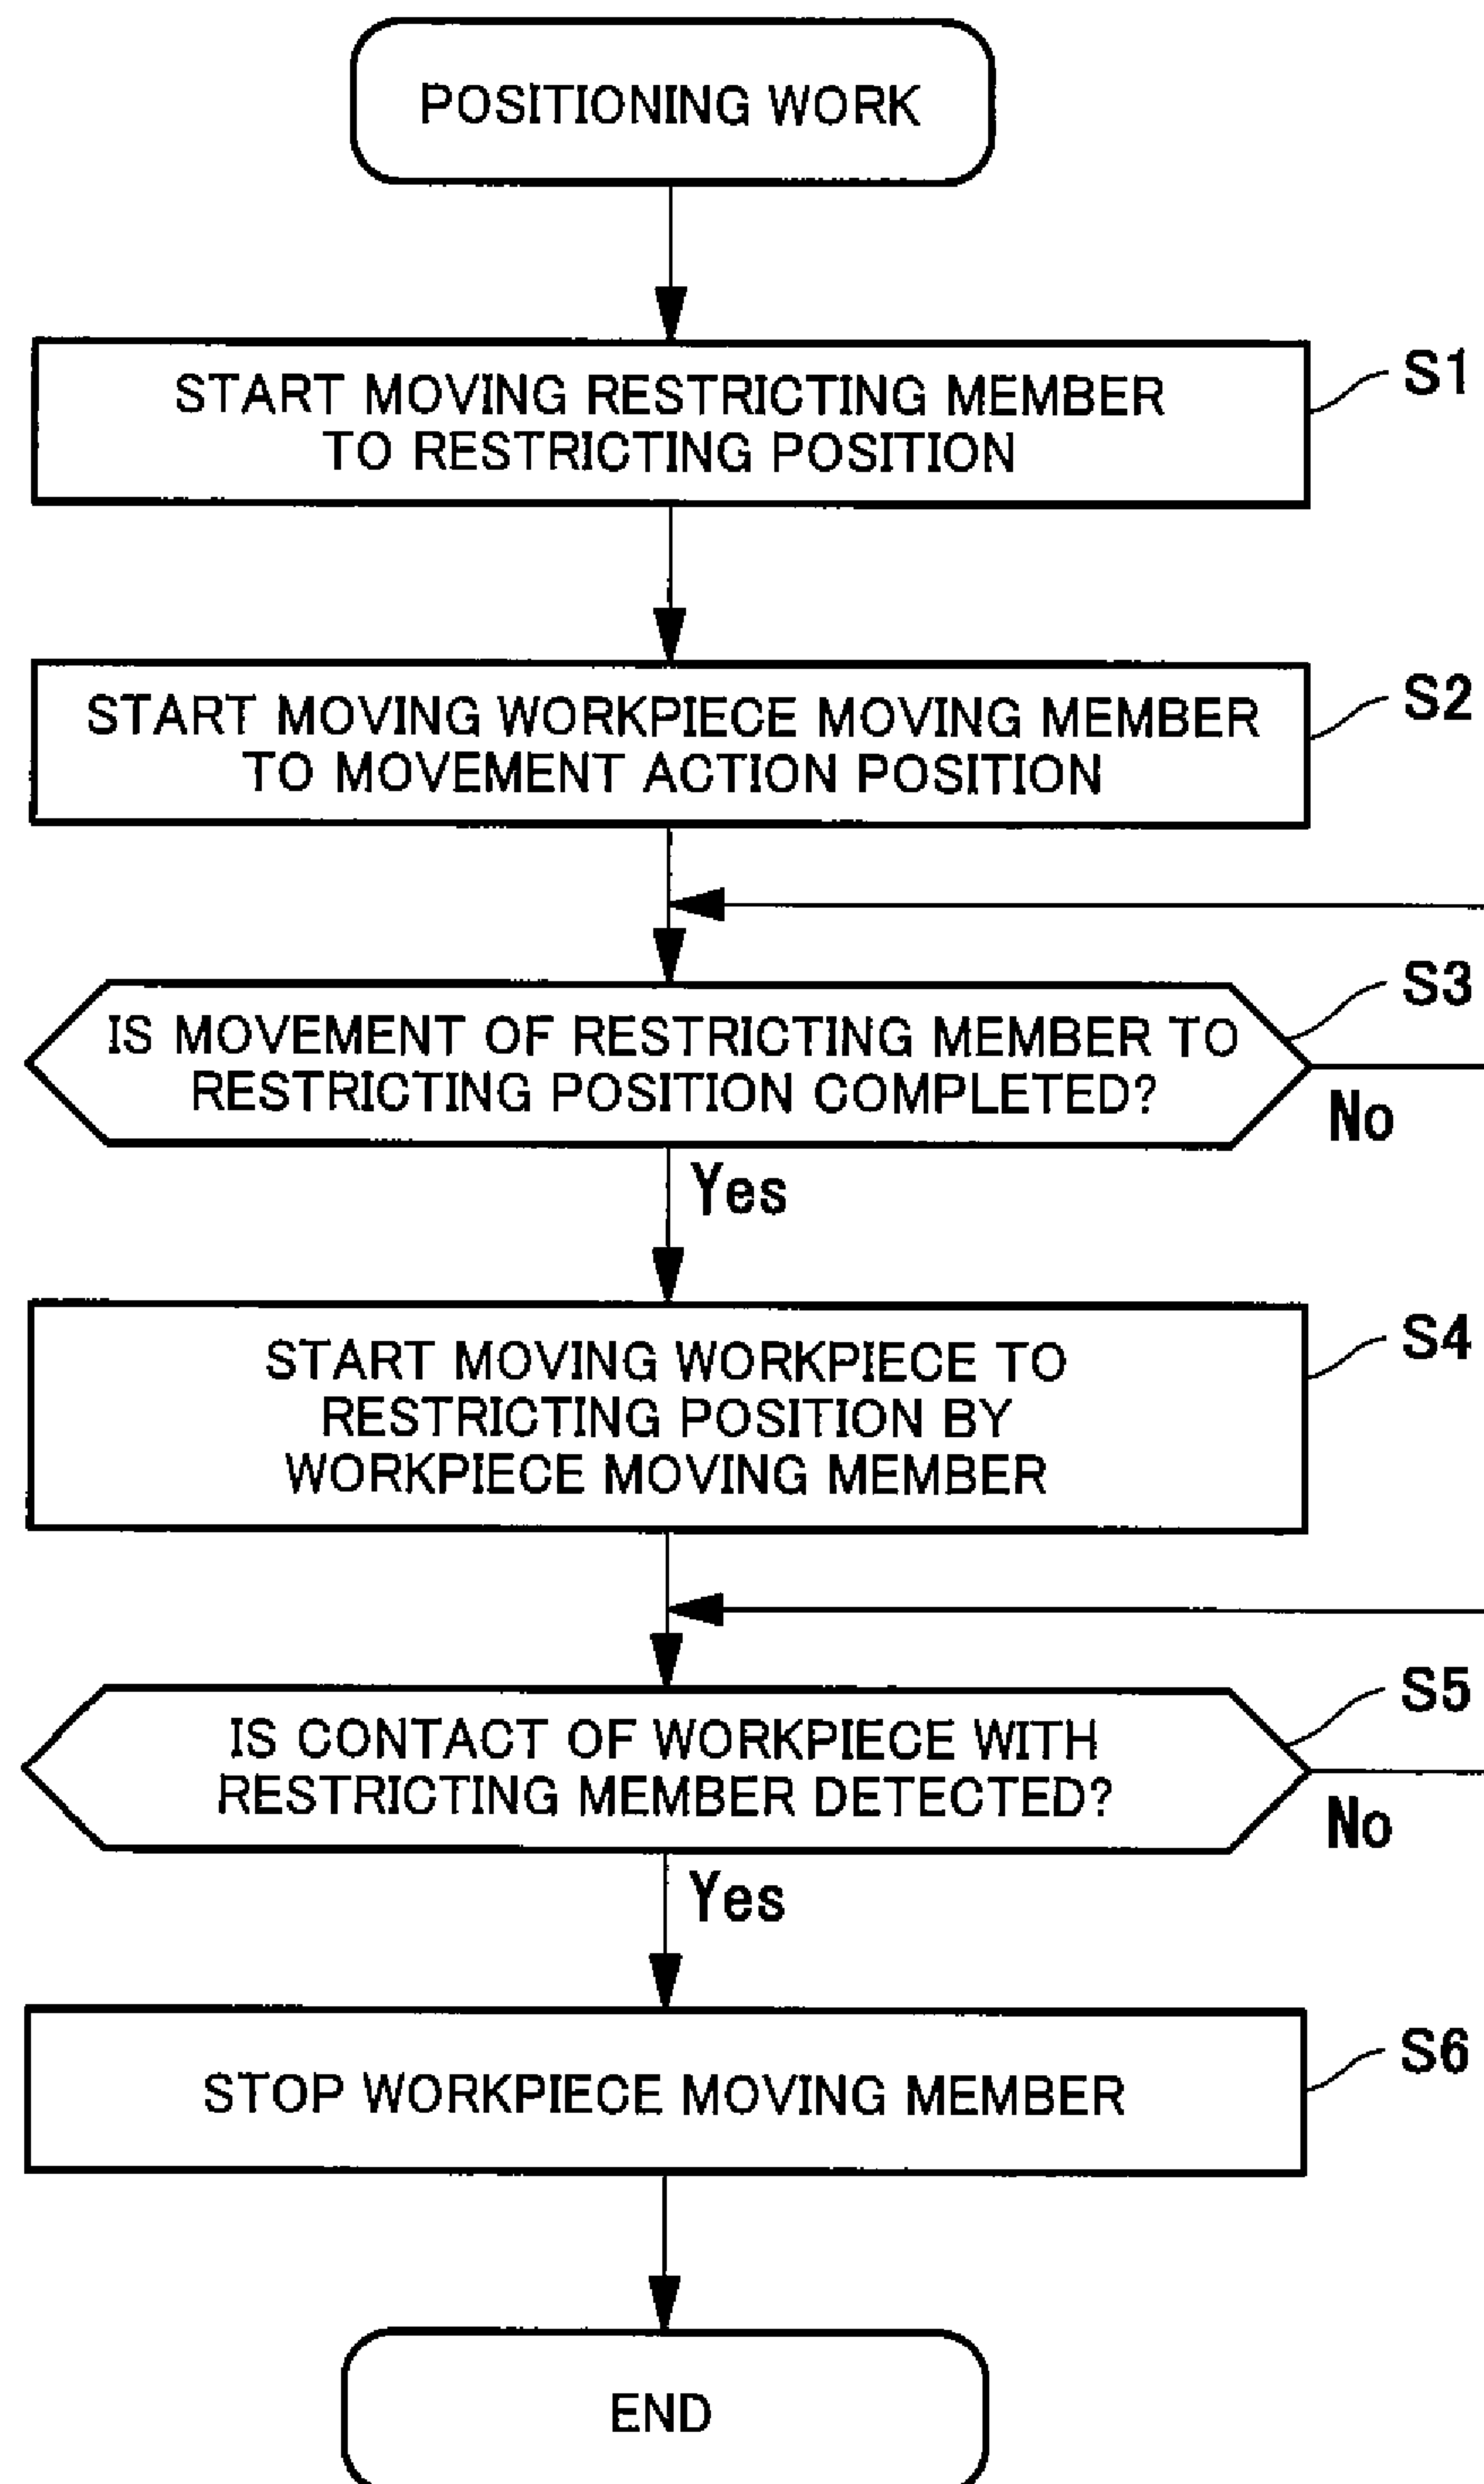 POSITIONING WORK
START MOVING RESTRICTING MEMBER
TO RESTRICTING POSITION
S1
START MOVING WORKPIECE MOVING MEMBER
TO MOVEMENT ACTION POSITION
S2
IS MOVEMENT OF RESTRICTING MEMBER TO
RESTRICTING POSITION COMPLETED?
S3
No
Yes
START MOVING WORKPIECE TO
RESTRICTING POSITION BY
WORKPIECE MOVING MEMBER
S4
IS CONTACT OF WORKPIECE WITH
RESTRICTING MEMBER DETECTED?
S5
No
Yes
STOP WORKPIECE MOVING MEMBER
S6
END